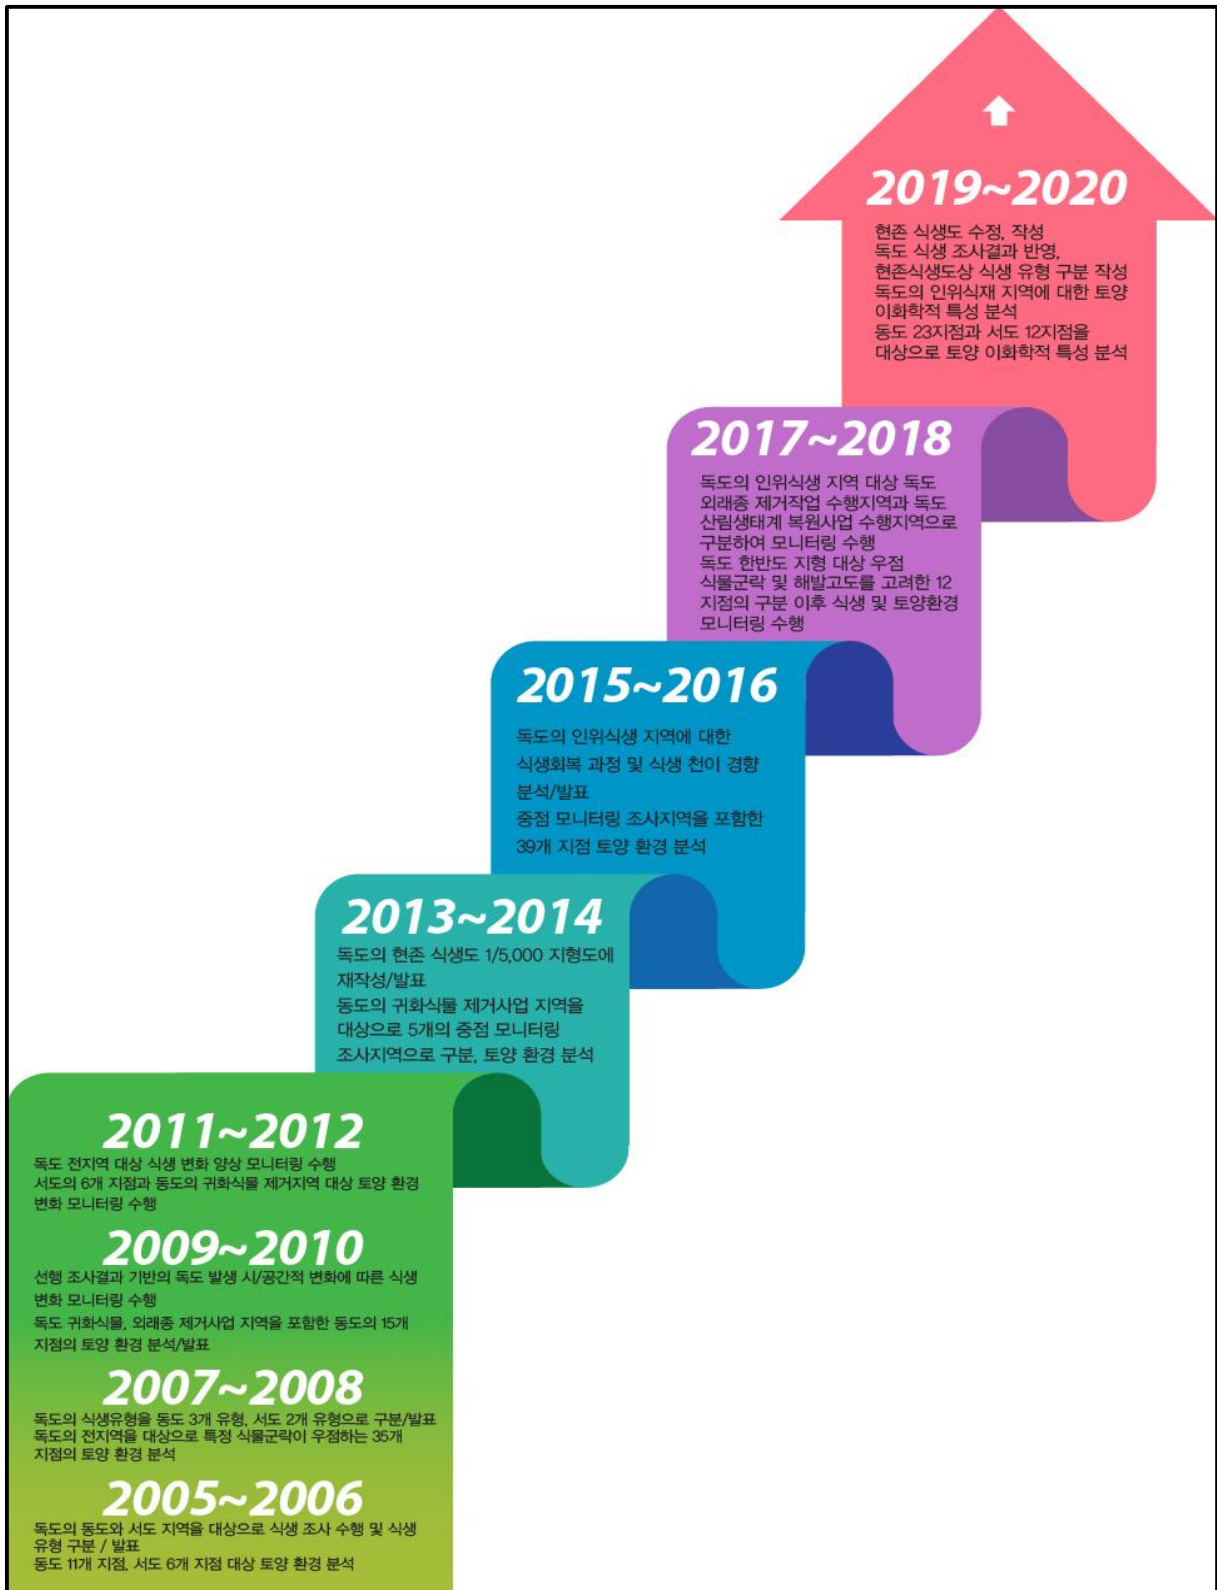 2019~2020
현존 식생도 수정, 작성
독도 식생 조사결과 반영,
현존식생도상 식생 유형 구분 작성
독도의 인위식재 지역에 대한 토양
이화학적 특성 분석
동도 23지점과 서도 12지점을
대상으로 토양 이화학적 특성 분석
2017~2018
독도의 인위식생 지역 대상 독도
외래종 제거작업 수행지역과 독도
산림생태계 복원사업 수행지역으로
구분하여 모니터링 수행
독도 한반도 지형 대상 우점
식물군락 및 해발고도를 고려한 12
지점의 구분 이후 식생 및 토양환경
모니터링 수행
2015~2016
독도의 인위식생 지역에 대한
식생회복 과정 및 식생 천이 경향
분석/발표
중점 모니터링 조사지역을 포함한
39개 지점 토양 환경 분석
2013~2014
독도의 현존 식생도 1/5,000 지형도에
재작성/발표
동도의 귀화식물 제거사업 지역을
대상으로 5개의 중점 모니터링
조사지역으로 구분, 토양 환경 분석
2011~2012
독도 전지역 대상 식생 변화 양상 모니터링 수행
서도의 6개 지점과 동도의 귀화식물 제거지역 대상 토양 환경
변화 모니터링 수행
2009~2010
선행 조사결과 기반의 독도 발생 시/공간적 변화에 따른 식생
변화 모니터링 수행
독도 귀화식물, 외래종 제거사업 지역을 포함한 동도의 15개
지점의 토양 환경 분석/발표
2007~2008
독도의 식생유형을 동도 3개 유형, 서도 2개 유형으로 구분/발표
독도의 전지역을 대상으로 특정 식물군락이 우점하는 35개
지점의 토양 환경 분석
2005~2006
독도의 동도와 서도 지역을 대상으로 식생 조사 수행 및 식생
유형 구분 / 발표
동도 11개 지점, 서도 6개 지점 대상 토양 환경 분석